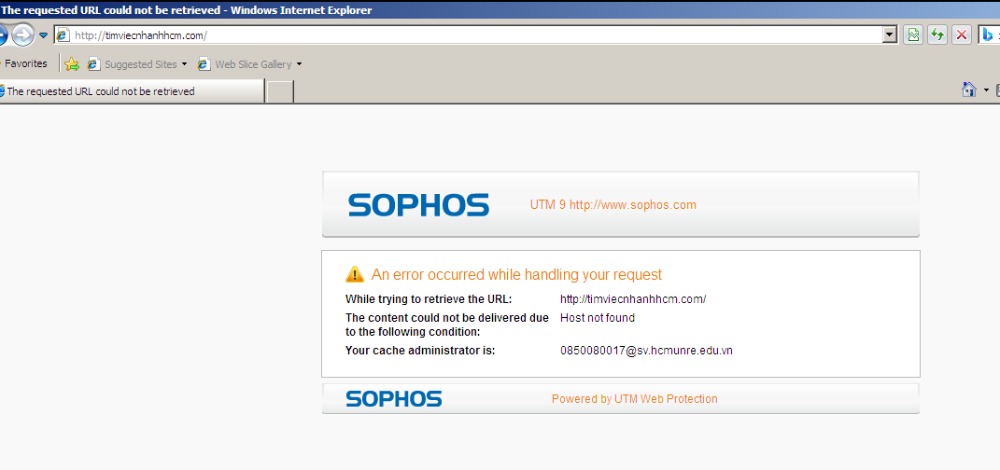 The requested URL could not be retrieved - Windows Internet Explorer
http://timviecnhanhhcm.com/
Favorites Suggested Sites Web Slice Gallery
The requested URL could not be retrieved
SOPHOS UTM 9 http://www.sophos.com
An error occurred while handling your request
While trying to retrieve the URL: http://timviecnhanhhcm.com/
The content could not be delivered due Host not found
to the following condition:
Your cache administrator is: 0850080017@sv.hcmunre.edu.vn
SOPHOS Powered by UTM Web Protection